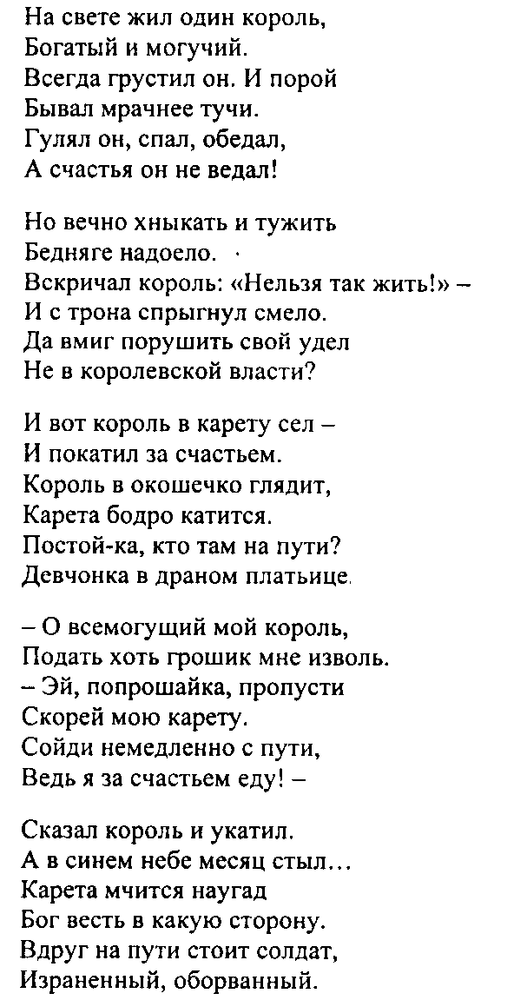 На свете жил один король,
Богатый и могучий.
Всегда грустил он. И порой
Бывал мрачнее тучи.
Гулял он, спал, обедал,
А счастья он не ведал!
Но вечно хныкать и тужить
Бедняге надоело.
Вскричал король: «Нельзя так жить!» –
И с трона спрыгнул смело.
Да вмиг порушить свой удел
Не в королевской власти?
И вот король в карету сел –
И покатил за счастьем.
Король в окошечко глядит,
Карета бодро катится.
Постой-ка, кто там на пути?
Девчонка в драном платьице.
– О всемогущий мой король,
Подать хоть грошик мне изволь.
– Эй, попрошайка, пропусти
Скорей мою карету.
Сойди немедленно с пути,
Ведь я за счастьем еду! –
Сказал король и укатил.
А в синем небе месяц стыл...
Карета мчится наугад
Бог весть в какую сторону.
Вдруг на пути стоит солдат,
Израненный, оборванный.